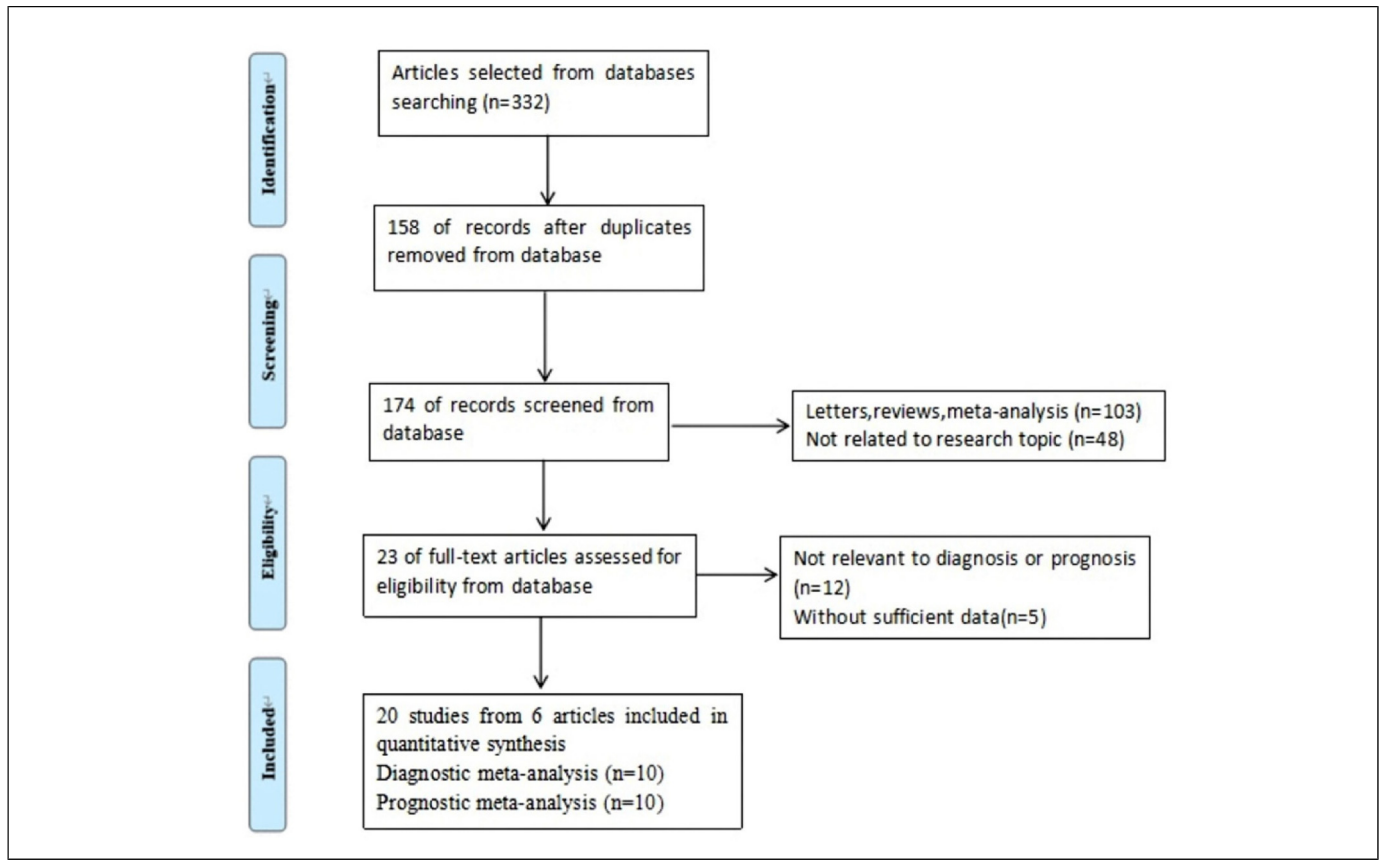 Identification
Articles selected from databases
searching (n=332)
158 of records after duplicates
removed from database
Screening
174 of records screened from
database
Letters,reviews,meta-analysis (n=103)
Not related to research topic (n=48)
Eligibility
23 of full-text articles assessed for
eligibility from database
Not relevant to diagnosis or prognosis
(n=12)
Without sufficient data(n=5)
Included
20 studies from 6 articles included in
quantitative synthesis
Diagnostic meta-analysis (n=10)
Prognostic meta-analysis (n=10)